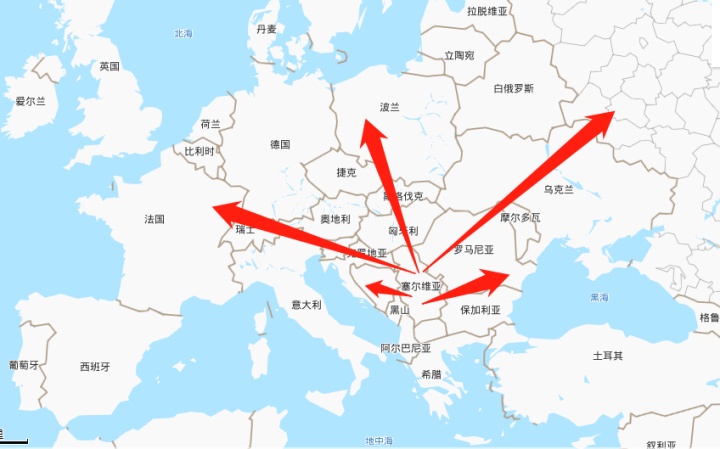 拉脱维亚
丹麦
北海
立陶宛
英国
白俄罗斯
爱尔兰
波兰
荷兰
德国
比利时
捷克
乌克兰
洛伐克
法国
奥地利
摩尔多瓦
瑞士
匈牙利
罗马尼亚
罗地亚
塞尔维亚
黑海
意大利
黑山
保加利亚
格鲁
阿尔巴尼亚
土耳其
葡萄牙
西班牙
希腊
地中海
叙利亚